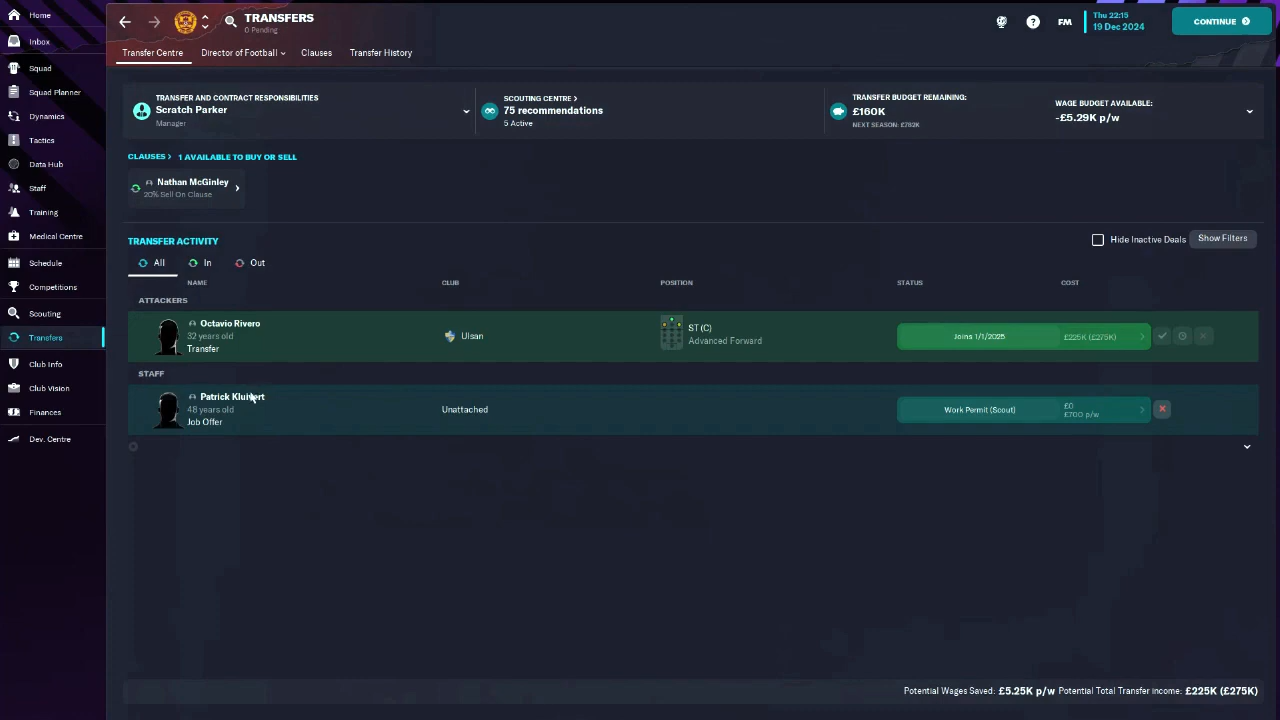 Home
Inbox
Squad
Squad Planner
Dynamics
Tactics
Data Hub
Staff
Training
Medical Centre
Schedule
Competitions
Scouting
Transfers
Club Info
Club Vision
Finances
Dev. Centre
TRANSFERS
0 Pending
FM
Thu 22:15
19 Dec 2024
CONTINUE
Transfer Centre
Director of Football
Clauses
Transfer History
TRANSFER AND CONTRACT RESPONSIBILITIES
Scratch Parker
Manager
SCOUTING CENTRE >
75 recommendations
5 Active
TRANSFER BUDGET REMAINING:
£160K
NEXT SEASON: £762K
WAGE BUDGET AVAILABLE:
-£5.29K p/w
CLAUSES > 1 AVAILABLE TO BUY OR SELL
Nathan McGinley
20% Sell On Clause
TRANSFER ACTIVITY
Hide Inactive Deals
Show Filters
All
In
Out
NAME CLUB POSITION STATUS COST
ATTACKERS
Octavio Rivero
32 years old
Transfer
Ulsan
ST (C)
Advanced Forward
Joins 1/1/2025
£225K (£275K)
STAFF
Patrick Kluivert
48 years old
Job Offer
Unattached
Work Permit (Scout)
£0
£700 p/w
Potential Wages Saved: £5.25K p/w Potential Total Transfer income: £225K (£275K)